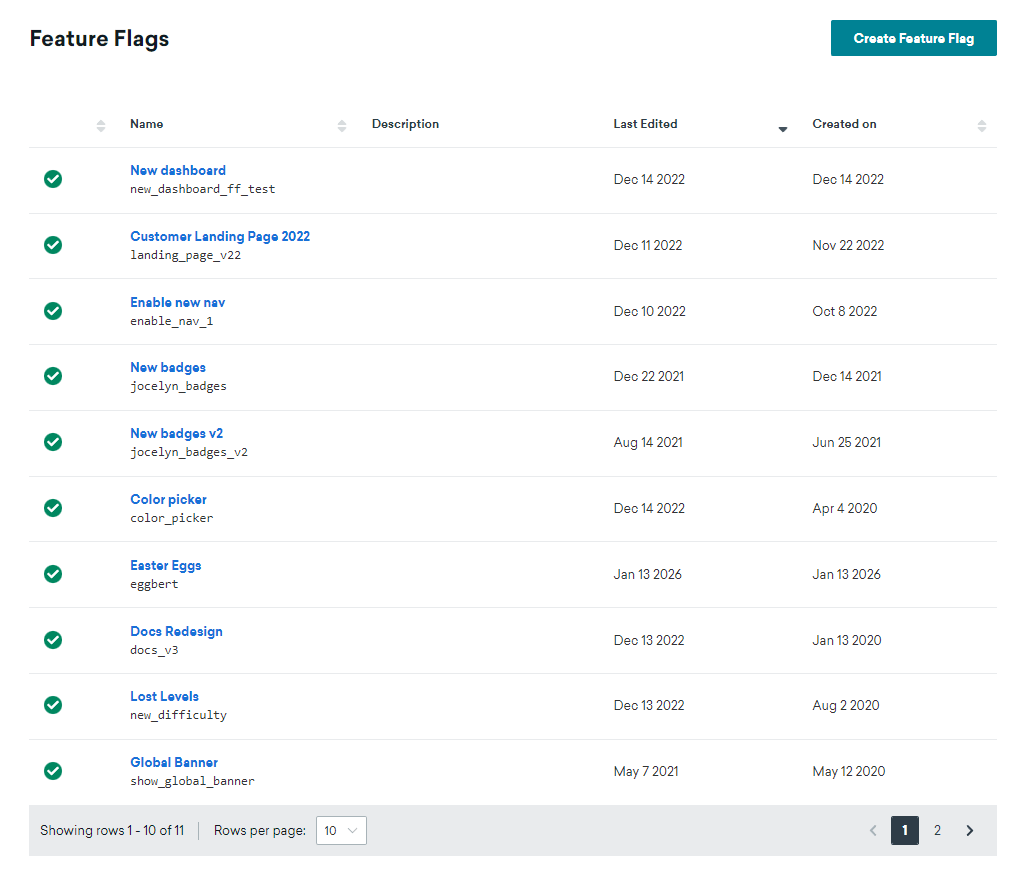 Feature Flags
Create Feature Flag
Name Description Last Edited Created on
New dashboard
new_dashboard_ff_test
Dec 14 2022 Dec 14 2022
Customer Landing Page 2022
landing_page_v22
Dec 11 2022 Nov 22 2022
Enable new nav
enable_nav_1
Dec 10 2022 Oct 8 2022
New badges
jocelyn_badges
Dec 22 2021 Dec 14 2021
New badges v2
jocelyn_badges_v2
Aug 14 2021 Jun 25 2021
Color picker
color_picker
Dec 14 2022 Apr 4 2020
Easter Eggs
eggbert
Jan 13 2026 Jan 13 2026
Docs Redesign
docs_v3
Dec 13 2022 Jan 13 2020
Lost Levels
new_difficulty
Dec 13 2022 Aug 2 2020
Global Banner
show_global_banner
May 7 2021 May 12 2020
Showing rows 1 - 10 of 11 Rows per page: 10 1 2